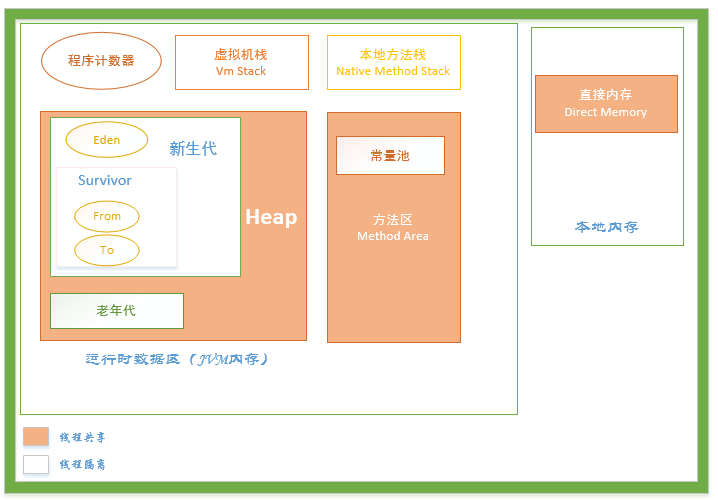 程序计数器
虚拟机栈
Vm Stack
本地方法栈
Native Method Stack
直接内存
Direct Memory
本地内存
Eden
新生代
Survivor
From
To
Heap
老年代
常量池
方法区
Method Area
运行时数据区（JVM内存）
线程共享
线程隔离